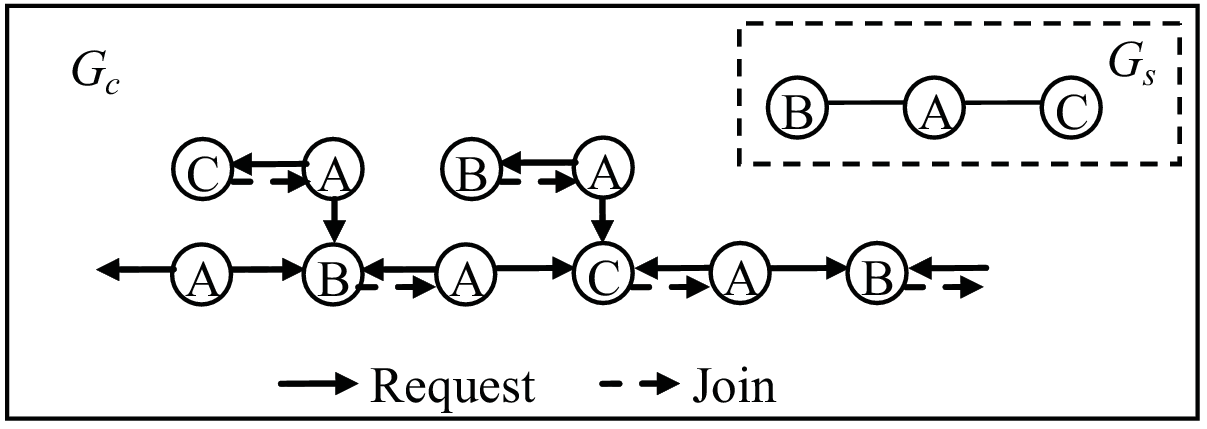 G_c
G_s
B A C
C A B A
A B A C A B
Request Join